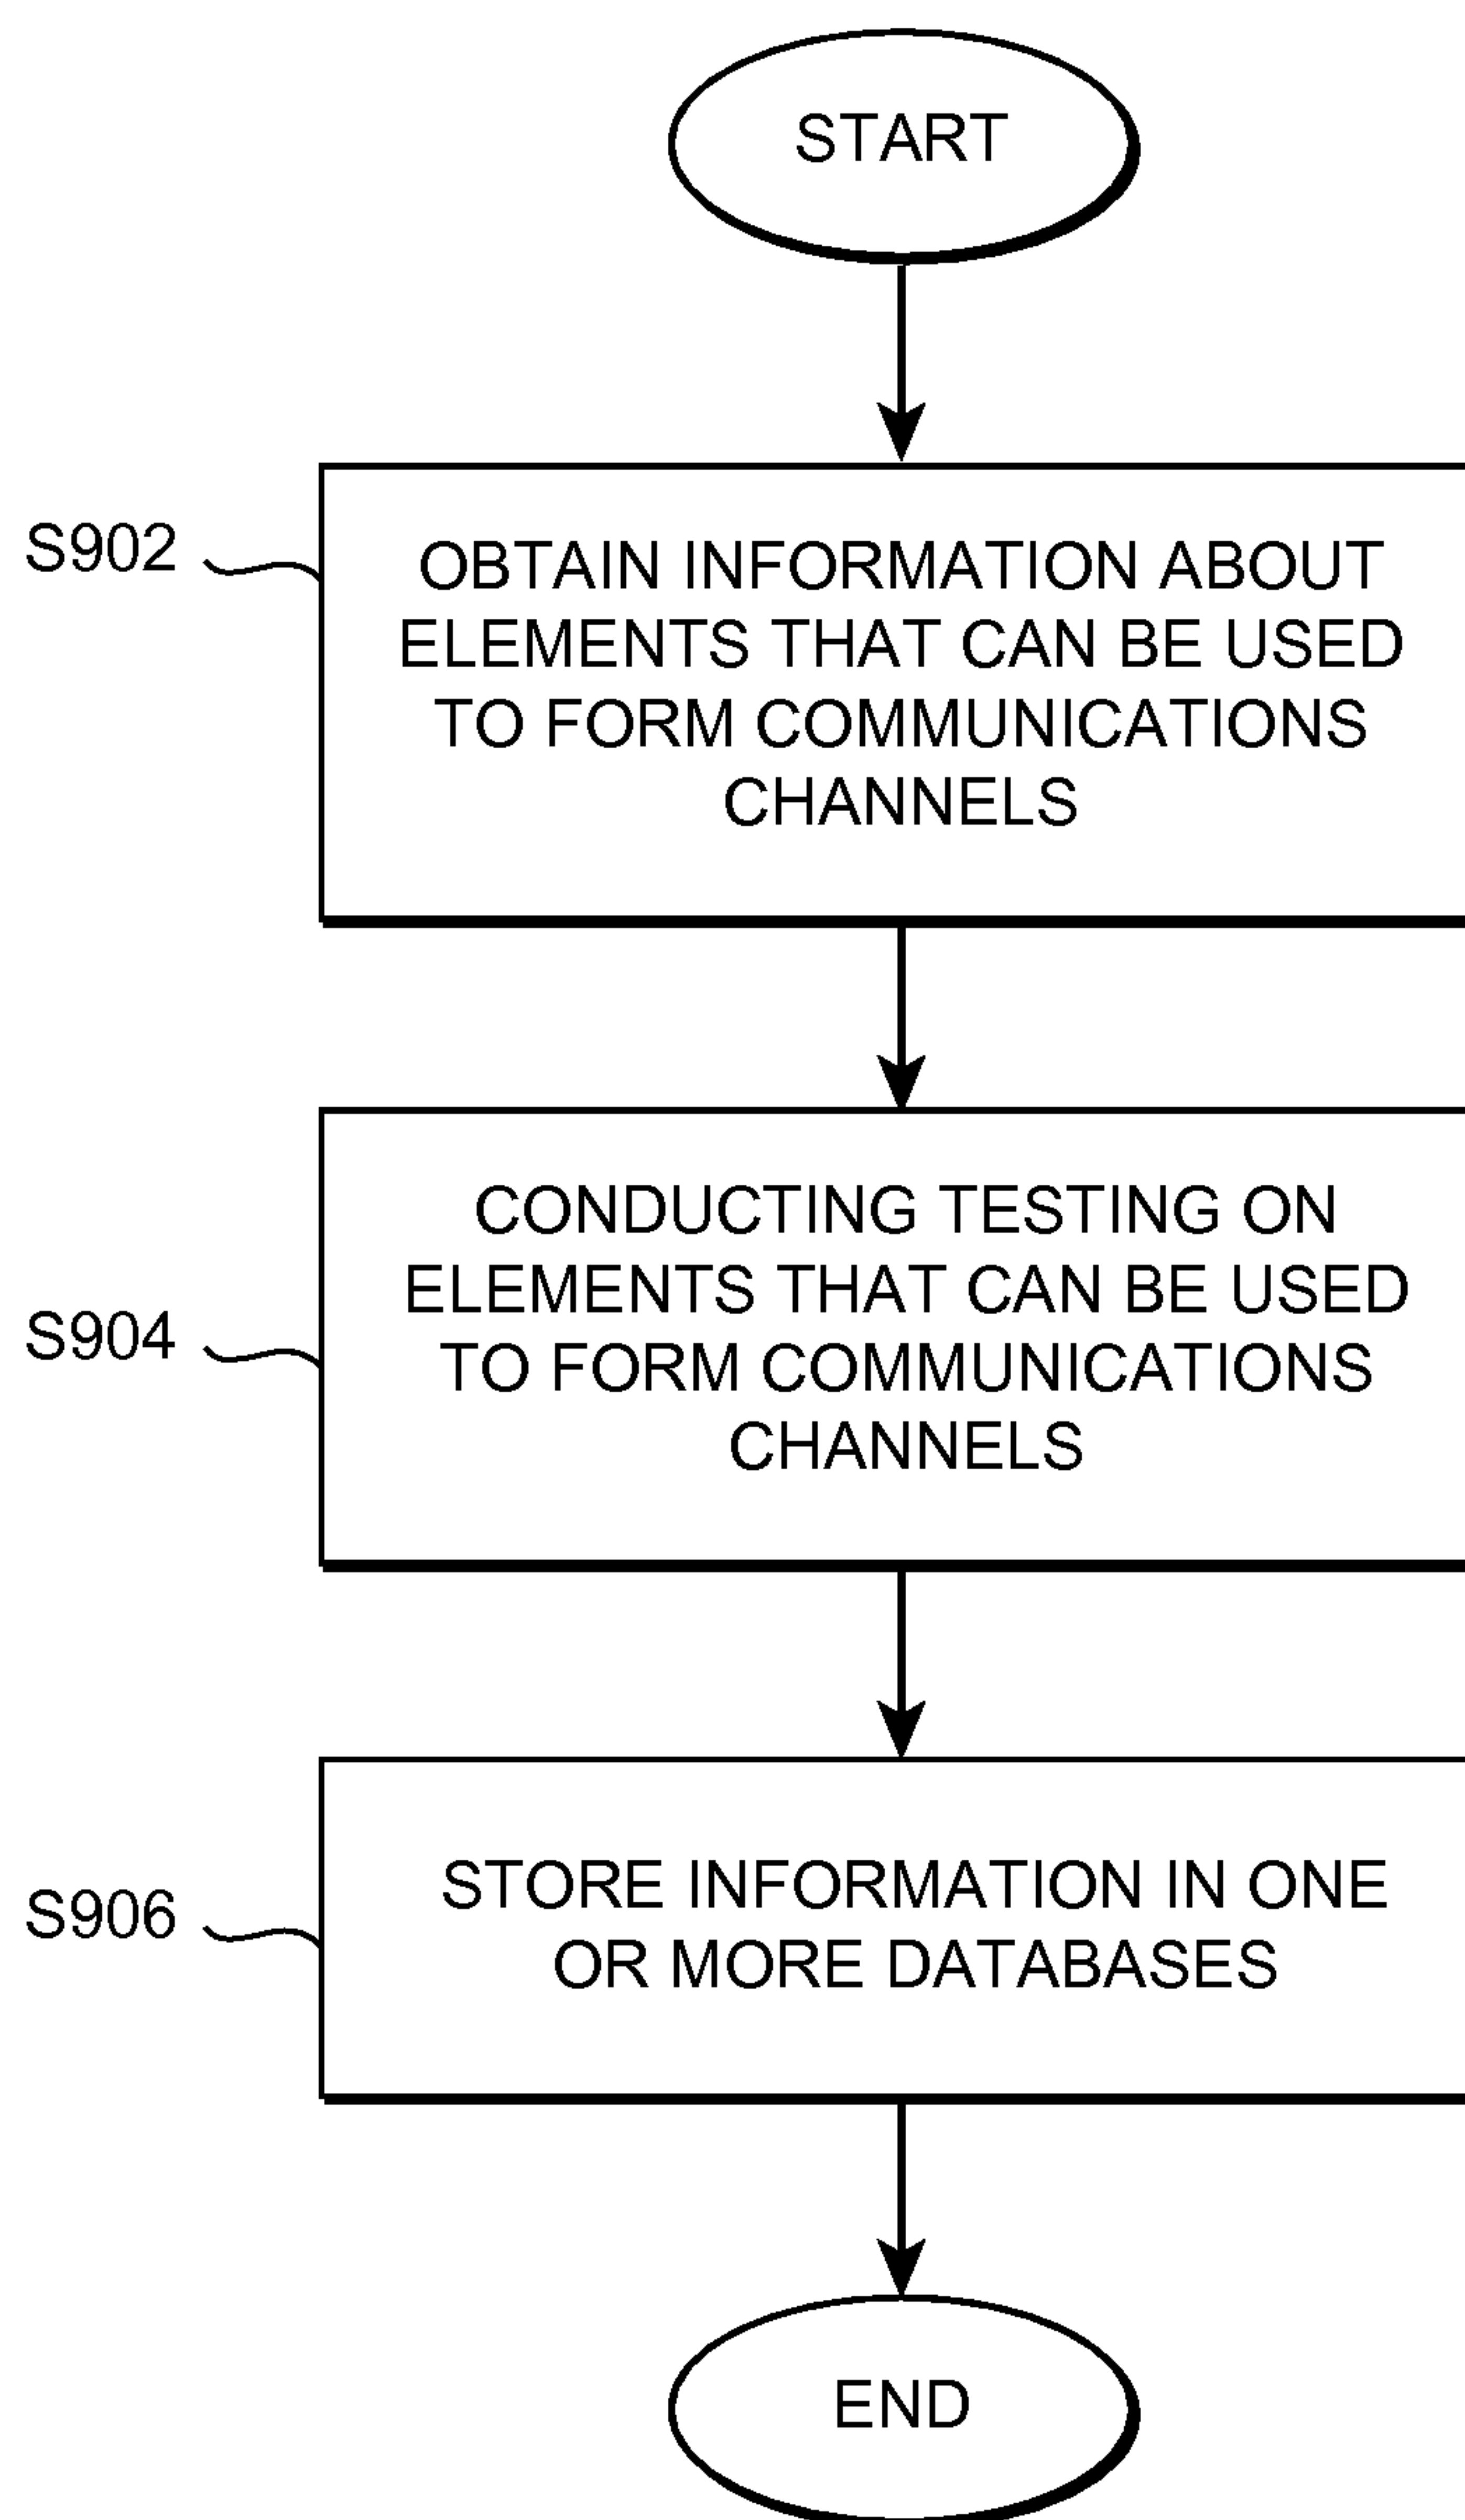 START
S902
OBTAIN INFORMATION ABOUT
ELEMENTS THAT CAN BE USED
TO FORM COMMUNICATIONS
CHANNELS
CONDUCTING TESTING ON
ELEMENTS THAT CAN BE USED
S904
TO FORM COMMUNICATIONS
CHANNELS
STORE INFORMATION IN ONE
S906
OR MORE DATABASES
END